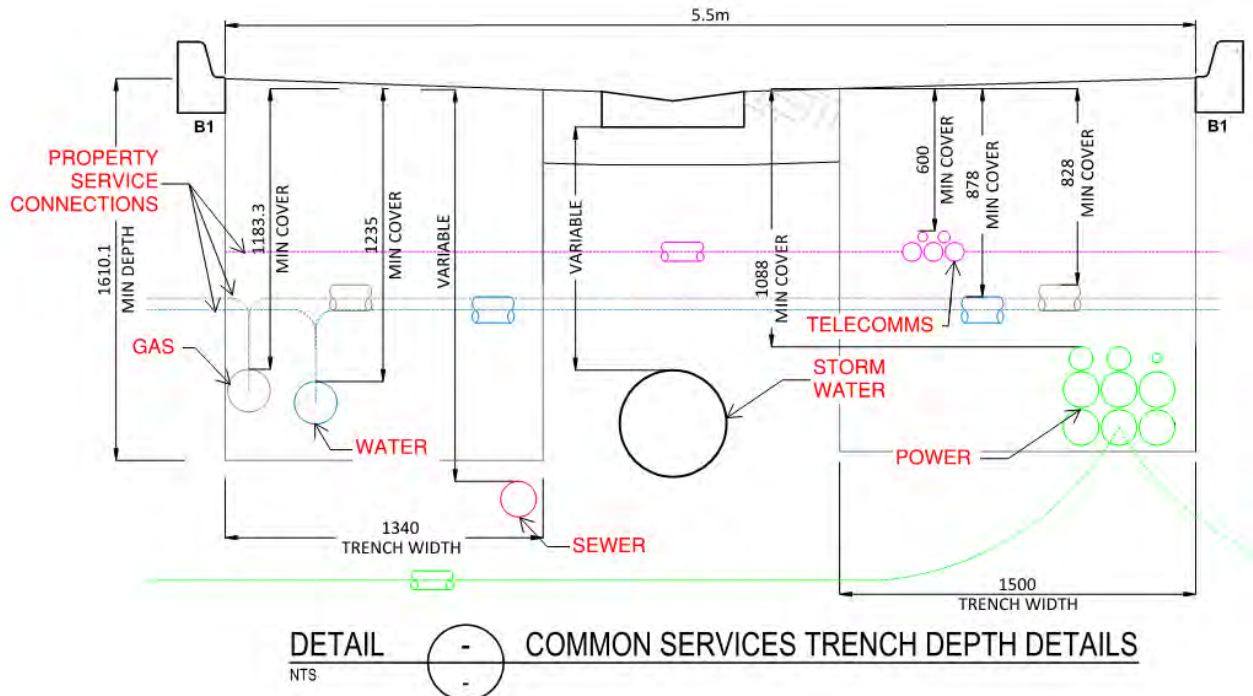 5.5m
B1
B1
PROPERTY
SERVICE
CONNECTIONS
1610.1
MIN DEPTH
1183.3
MIN COVER
1235
MIN COVER
VARIABLE
VARIABLE
1088
MIN COVER
600
MIN COVER
878
MIN COVER
828
MIN COVER
GAS
WATER
TELECOMMS
STORM
WATER
POWER
SEWER
1340
TRENCH WIDTH
1500
TRENCH WIDTH
DETAIL
-
COMMON SERVICES TRENCH DEPTH DETAILS
NTS
-